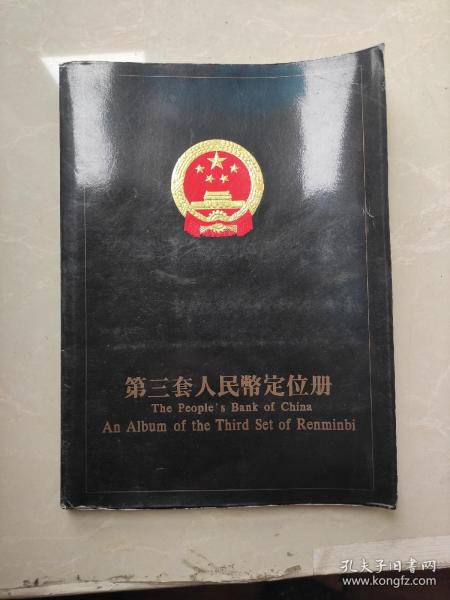 第三套人民幣定位册
The People's Bank of China
An Album of the Third Set of Renminbi
孔夫子旧书网
www.kongfz.com